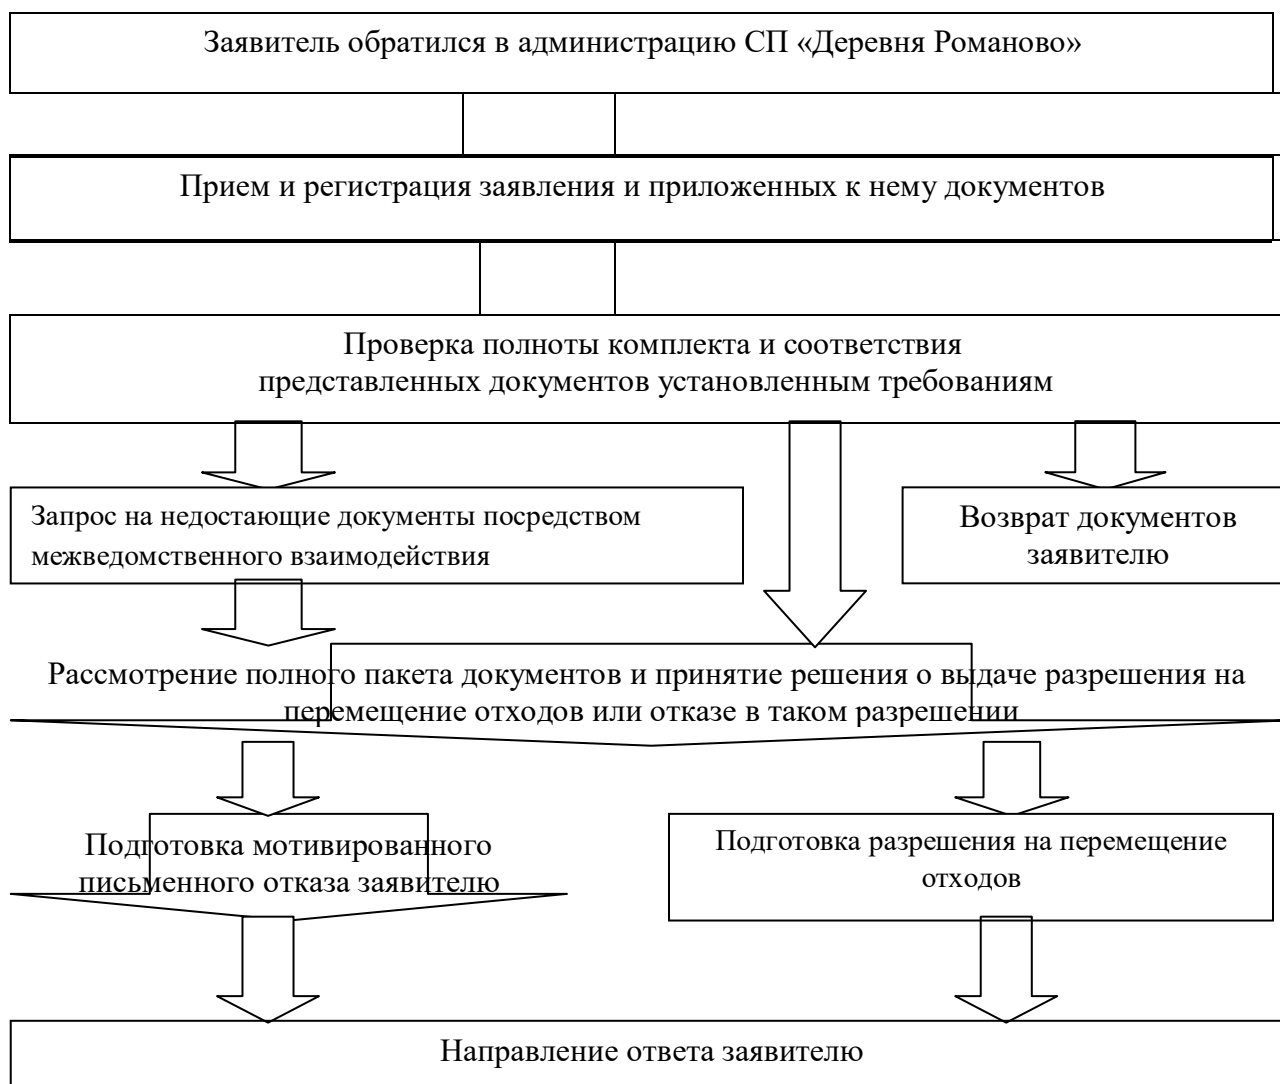 Заявитель обратился в администрацию СП «Деревня Романово»
Прием и регистрация заявления и приложенных к нему документов
Проверка полноты комплекта и соответствия
представленных документов установленным требованиям
Запрос на недостающие документы посредством
межведомственного взаимодействия
Возврат документов
заявителю
Рассмотрение полного пакета документов и принятие решения о выдаче разрешения на
перемещение отходов или отказе в таком разрешении
Подготовка мотивированного
письменного отказа заявителю
Подготовка разрешения на перемещение
отходов
Направление ответа заявителю